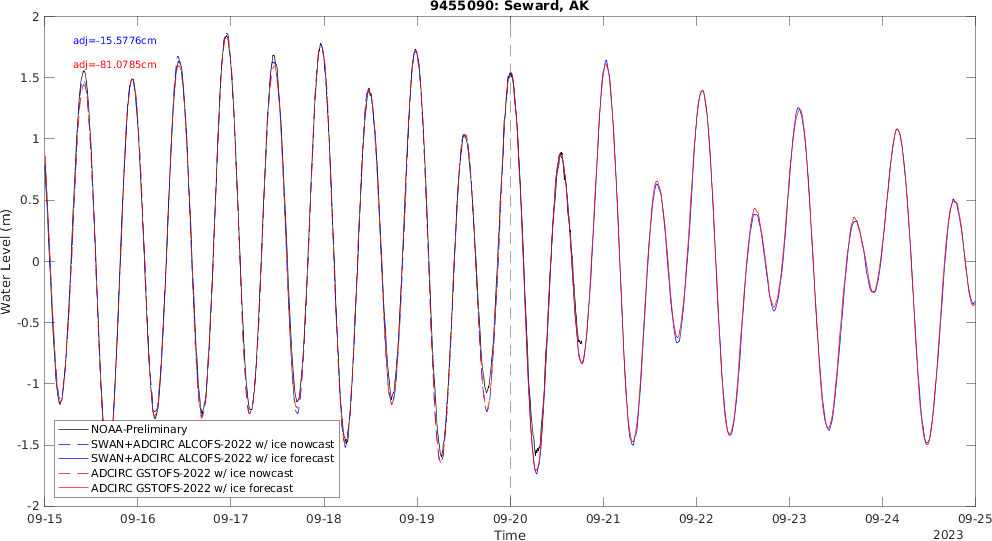 9455090: Seward, AK
adj=-15.5776cm
adj=-81.0785cm
Water Level (m)
2
1.5
1
0.5
0
-0.5
-1
-1.5
-2
NOAA-Preliminary
SWAN+ADCIRC ALCOFS-2022 w/ ice nowcast
SWAN+ADCIRC ALCOFS-2022 w/ ice forecast
ADCIRC GSTOFS-2022 w/ ice nowcast
ADCIRC GSTOFS-2022 w/ ice forecast
09-15 09-16 09-17 09-18 09-19 09-20 09-21 09-22 09-23 09-24 09-25
Time
2023